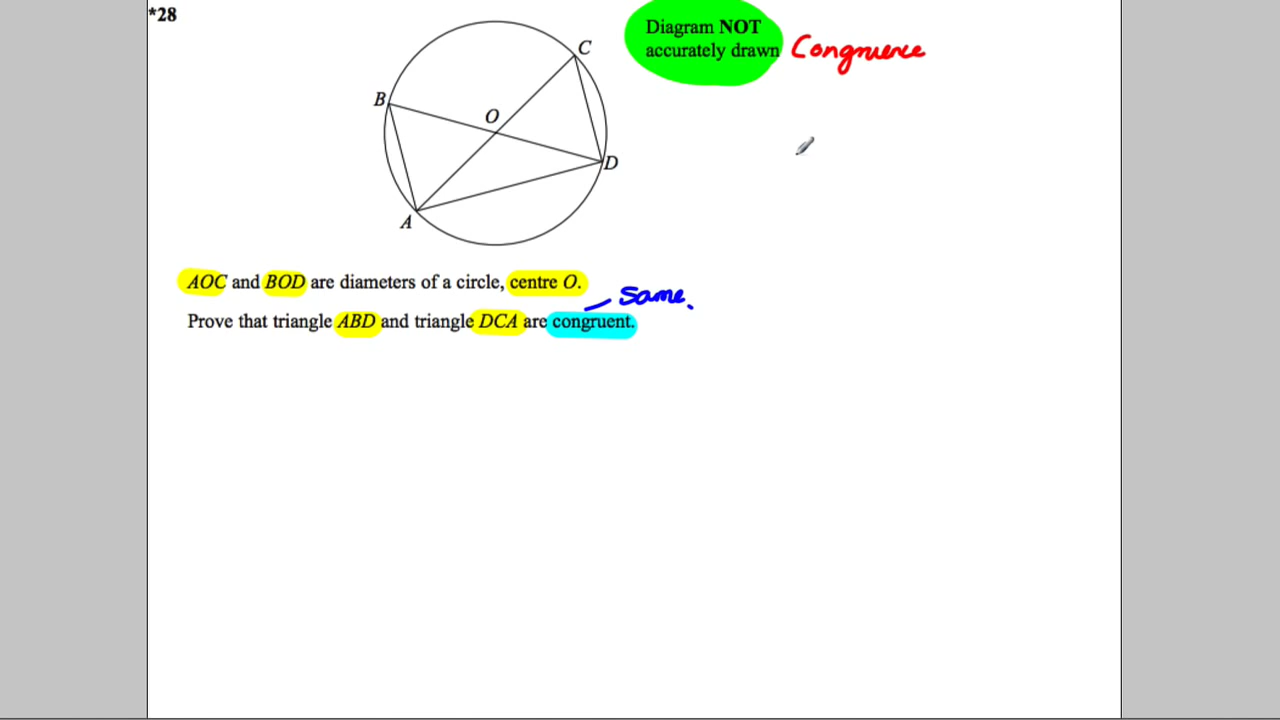 *28
Diagram NOT
accurately drawn
Congruence
C
B
O
D
A
AOC and BOD are diameters of a circle, centre O.
Same.
Prove that triangle ABD and triangle DCA are congruent.